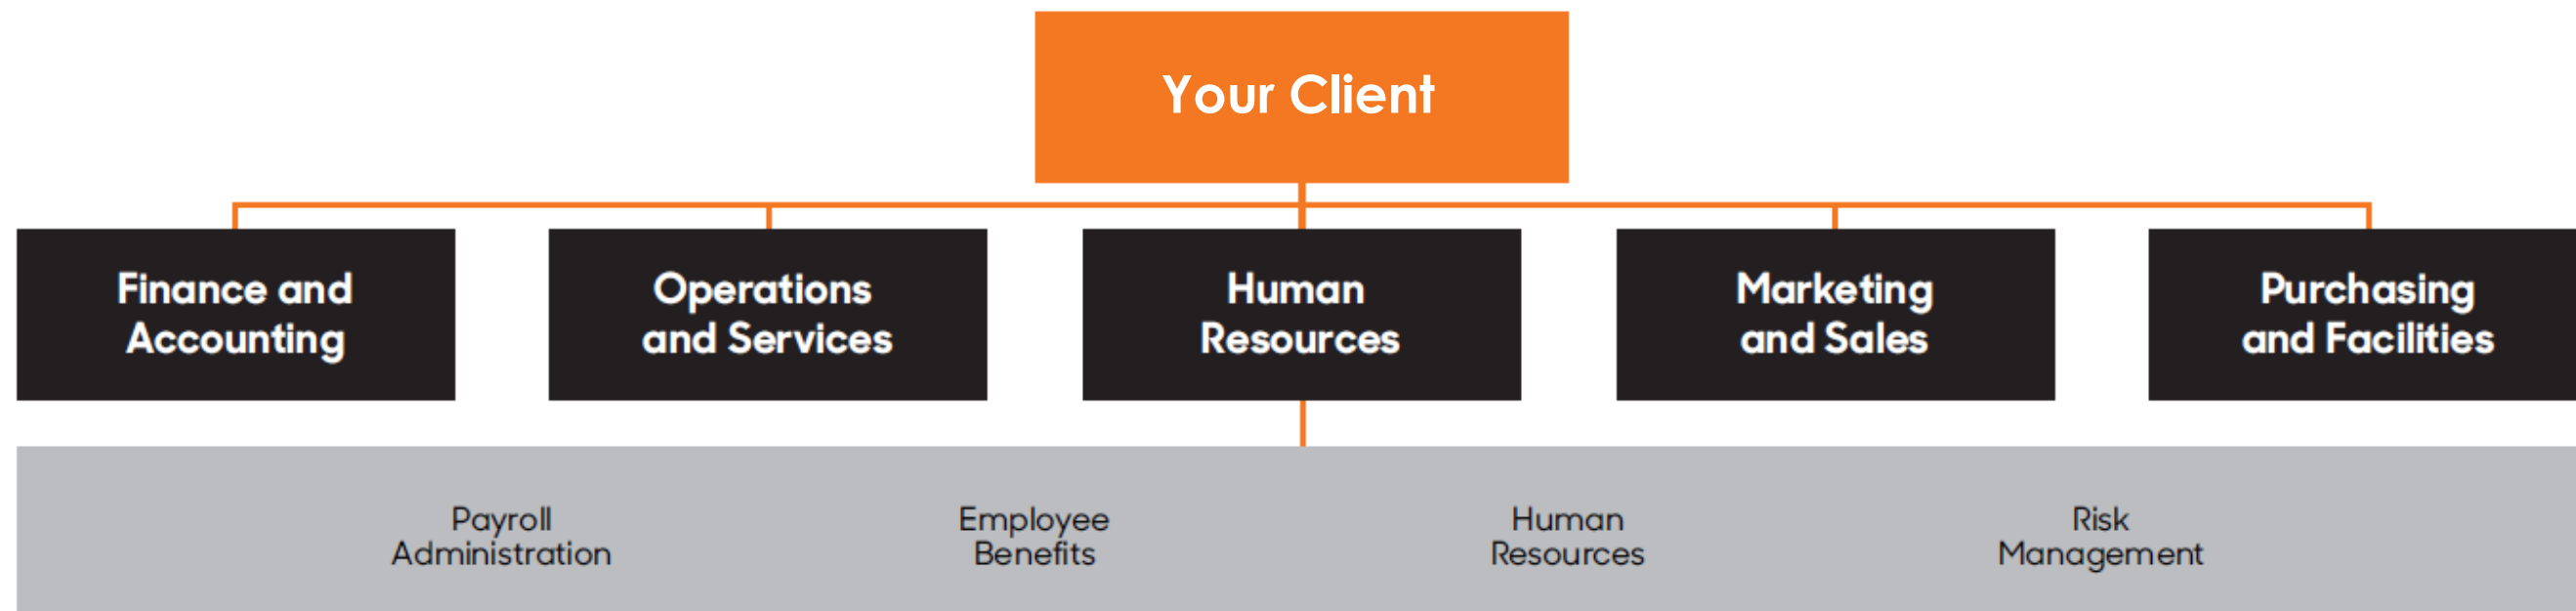 Your Client
Finance and
Accounting
Operations
and Services
Human
Resources
Marketing
and Sales
Purchasing
and Facilities
Payroll
Administration
Employee
Benefits
Human
Resources
Risk
Management